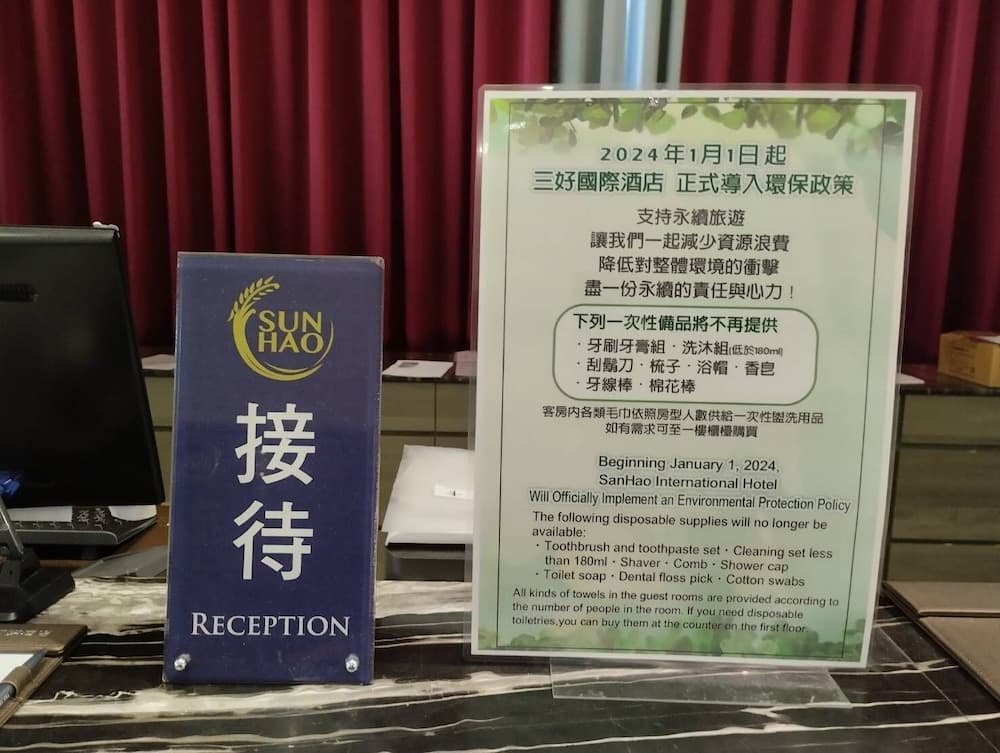 SUN
HAO
接
待
RECEPTION
2024年1月1日起
三好國際酒店 正式導入環保政策
支持永續旅遊
讓我們一起減少資源浪費
降低對整體環境的衝擊
盡一份永續的責任與心力！
下列一次性備品將不再提供
・牙刷牙膏組・洗沐組(低於180ml)
・刮鬍刀・梳子・浴帽・香皂
・牙線棒・棉花棒
客房內各類毛巾依照房型人數供給一次性盥洗用品
如有需求可至一樓櫃檯購買
Beginning January 1, 2024,
SanHao International Hotel
Will Officially Implement an Environmental Protection Policy
The following disposable supplies will no longer be
available:
・Toothbrush and toothpaste set・Cleaning set less
than 180ml・Shaver・Comb・Shower cap
・Toilet soap・Dental floss pick・Cotton swabs
All kinds of towels in the guest rooms are provided according to
the number of people in the room. If you need disposable
toiletries,you can buy them at the counter on the first floor.